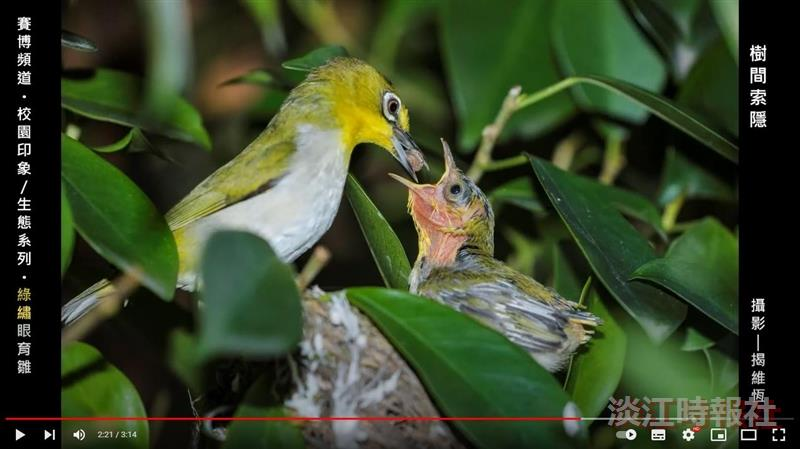 賽博頻道・校園印象/生態系列・綠繡眼育雛
樹間索隱
攝影—揭維恆
淡江時報社
2:21 / 3:14